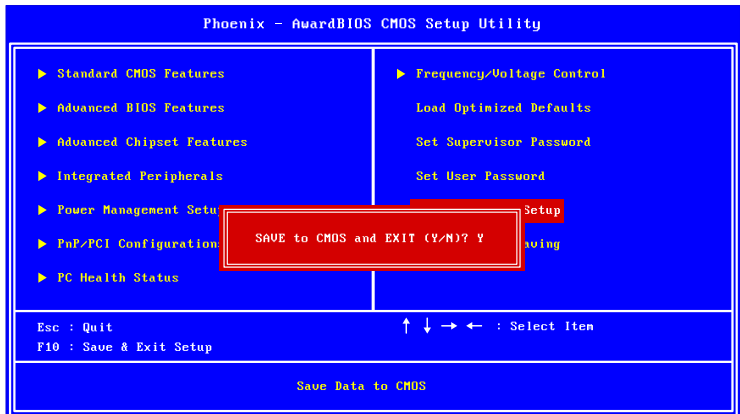 Phoenix - AwardBIOS CMOS Setup Utility
Standard CMOS Features
Advanced BIOS Features
Advanced Chipset Features
Integrated Peripherals
Power Management Setu
PnP/PCI Configuration
PC Health Status
Frequency/Voltage Control
Load Optimized Defaults
Set Supervisor Password
Set User Password
Setup
aving
SAVE to CMOS and EXIT (Y/N)? Y
Esc : Quit
F10 : Save & Exit Setup
↑ ↓ → ← : Select Item
Save Data to CMOS